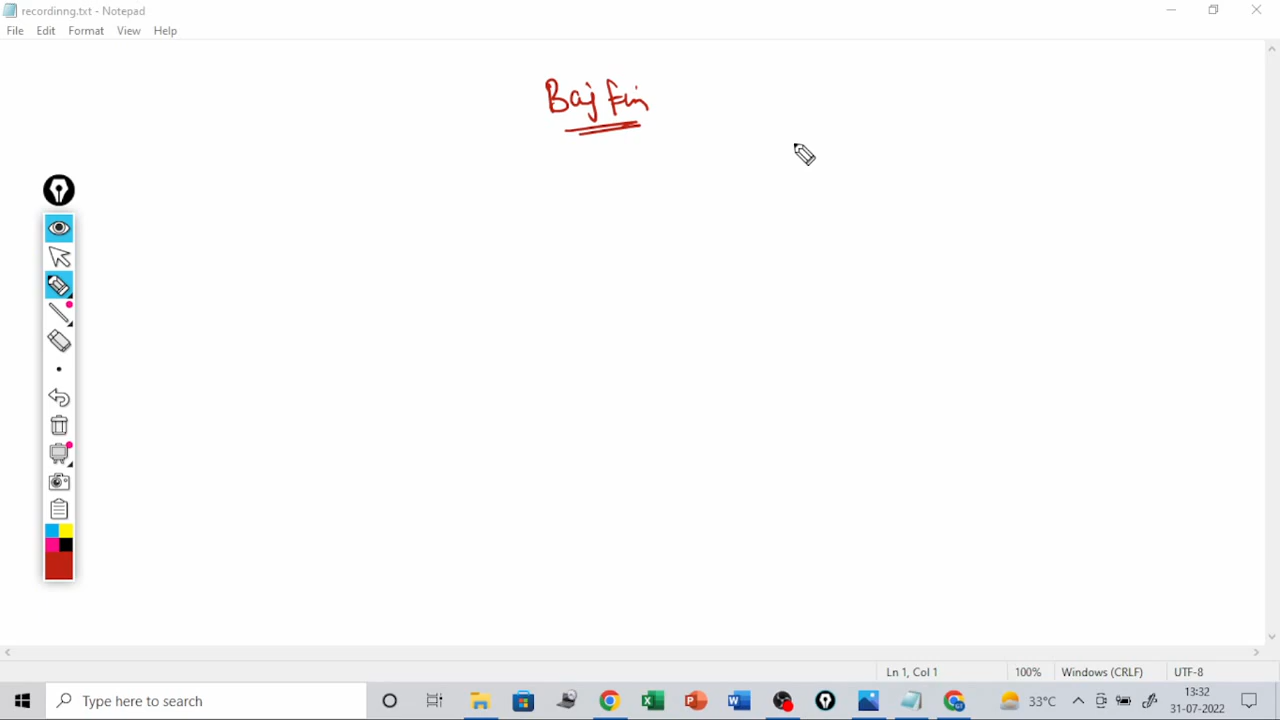 recordinng.txt - Notepad
File Edit Format View Help
Baj Fin
Ln 1, Col 1 100% Windows (CRLF) UTF-8
Type here to search
33°C
13:32
31-07-2022